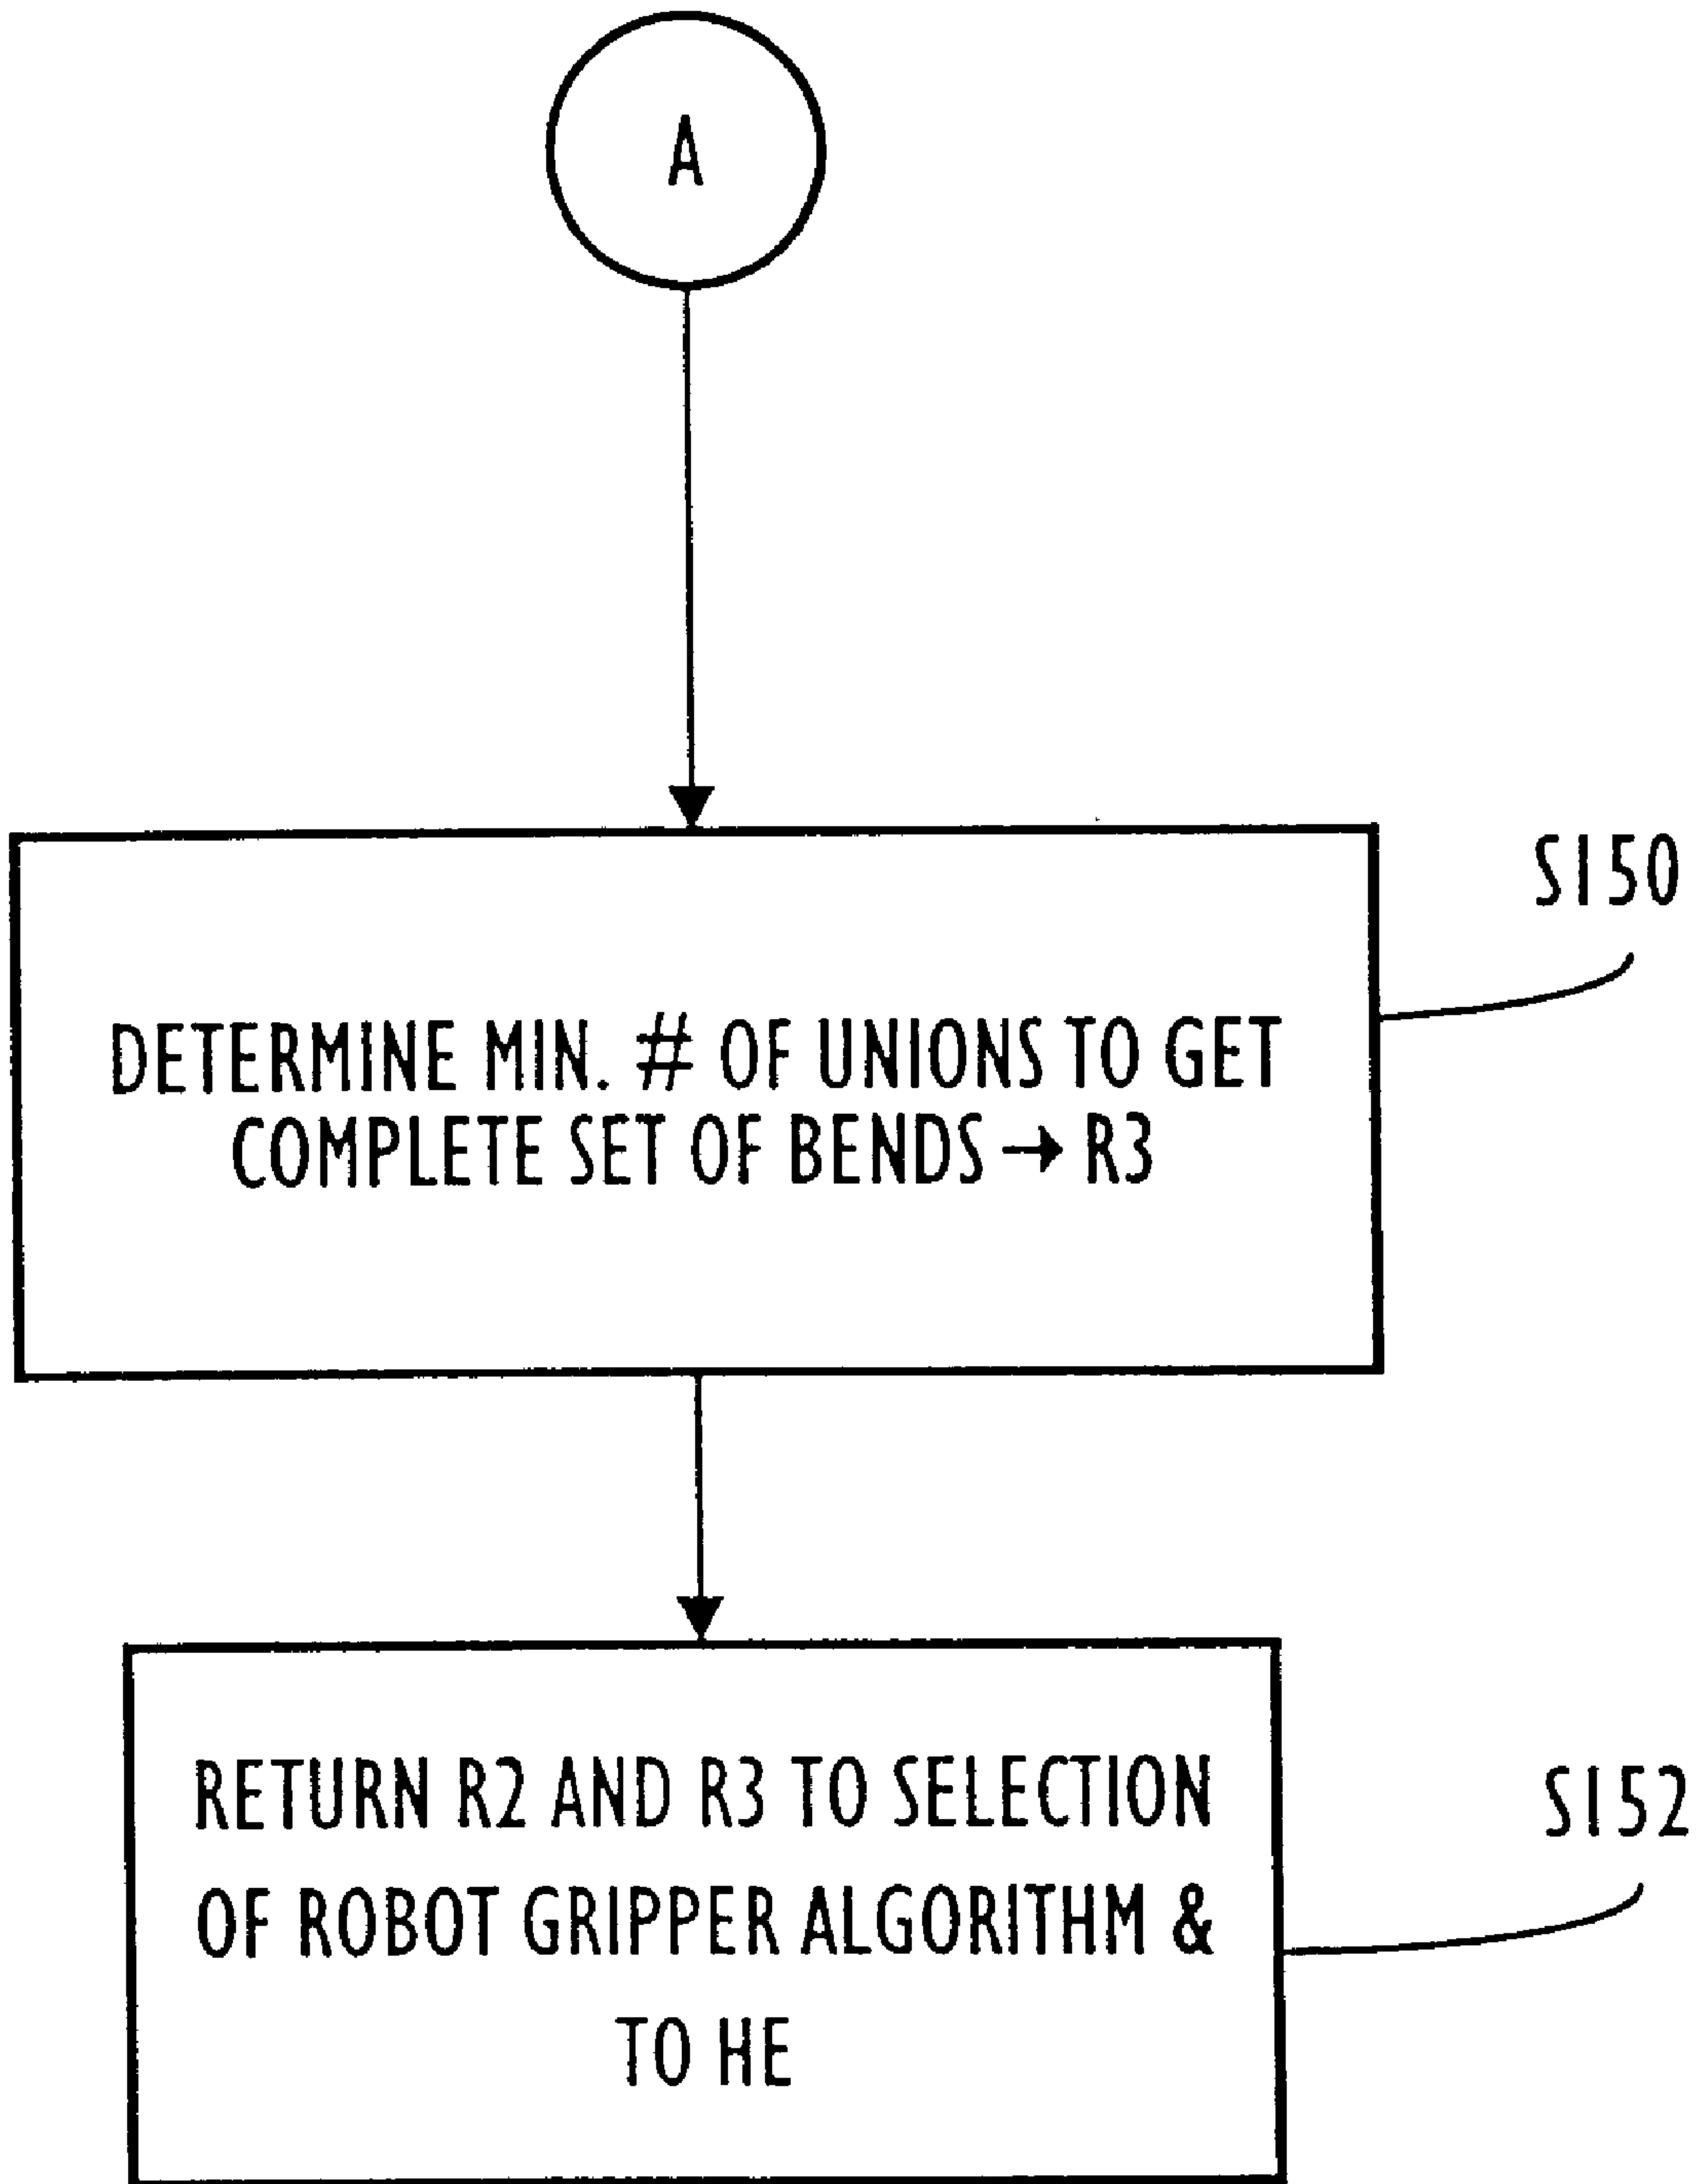 A
S150
DETERMINE MIN. # OF UNIONS TO GET
COMPLETE SET OF BENDS → R3
RETURN R2 AND R3 TO SELECTION
S152
OF ROBOT GRIPPER ALGORITHM &
TO HE